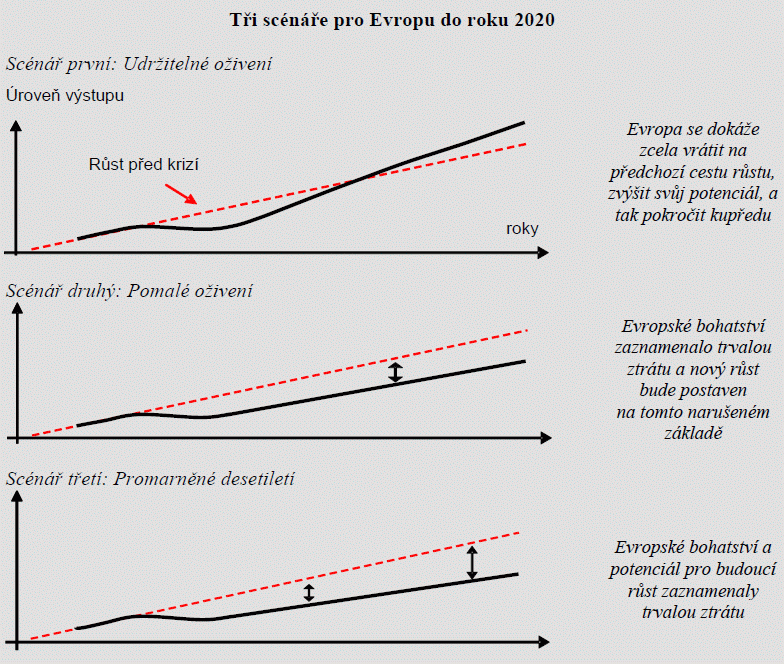 Tři scénáře pro Evropu do roku 2020
Scénář první: Udržitelné oživení
Úroveň výstupu
Růst před krizí
roky
Evropa se dokáže
zcela vrátit na
předchozí cestu růstu,
zvýšit svůj potenciál, a
tak pokročit kupředu
Scénář druhý: Pomalé oživení
Evropské bohatství
zaznamenalo trvalou
ztrátu a nový růst
bude postaven
na tomto narušeném
základě
Scénář třetí: Promarněné desetiletí
Evropské bohatství a
potenciál pro budoucí
růst zaznamenaly
trvalou ztrátu